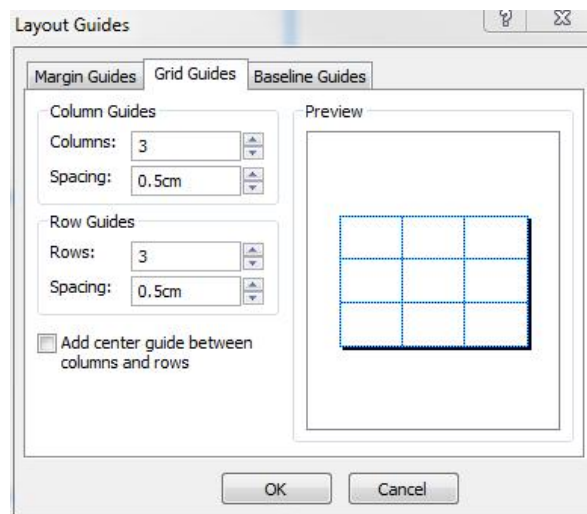 Layout Guides
?
Margin Guides Grid Guides Baseline Guides
Column Guides
Columns: 3
Spacing: 0.5cm
Row Guides
Rows: 3
Spacing: 0.5cm
Add center guide between
columns and rows
Preview
OK Cancel